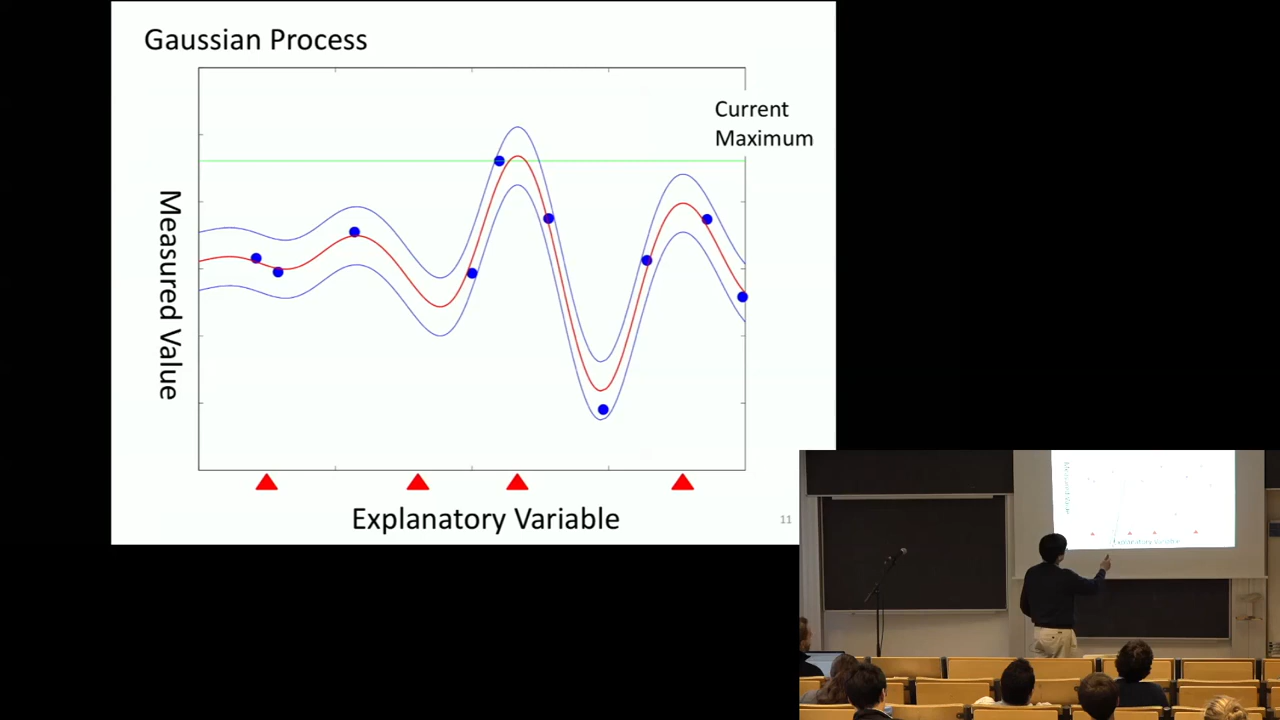 Gaussian Process
Current
Maximum
Measured Value
Explanatory Variable
11